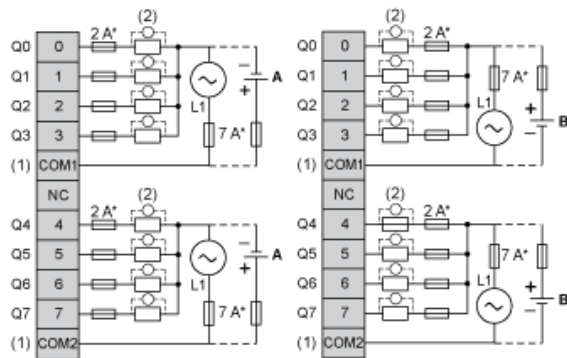 (2)
Q0 0 2 A*
Q1 1
Q2 2
Q3 3
L1 7 A* − + A
(1) COM1
NC
(2)
Q4 4 2 A*
Q5 5
Q6 6
Q7 7
L1 7 A* − + A
(1) COM2
(2)
Q0 0 2 A*
Q1 1
Q2 2
Q3 3
7 A* L1 + − B
(1) COM1
NC
(2)
Q4 4 2 A*
Q5 5
Q6 6
Q7 7
7 A* L1 + − B
(1) COM2